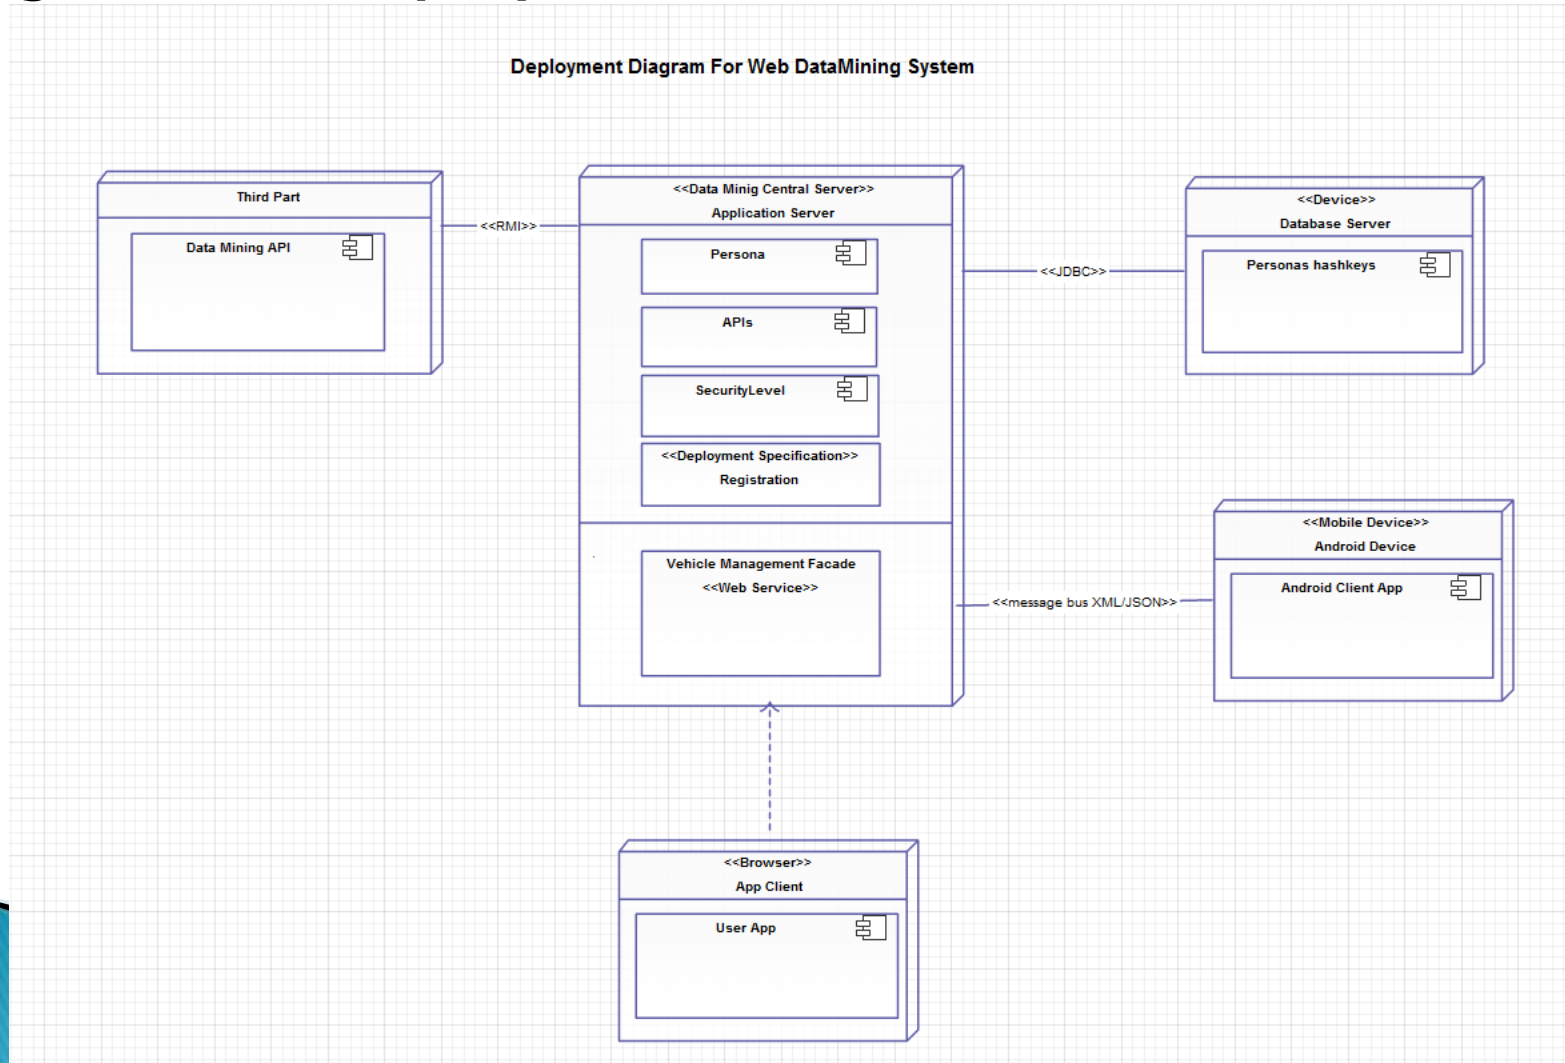 Deployment Diagram For Web DataMining System
Third Part
Data Mining API
<<RMI>>
<<Data Minig Central Server>>
Application Server
Persona
APIs
SecurityLevel
<<Deployment Specification>>
Registration
Vehicle Management Facade
<<Web Service>>
<<JDBC>>
<<Device>>
Database Server
Personas hashkeys
<<message bus XML/JSON>>
<<Mobile Device>>
Android Device
Android Client App
<<Browser>>
App Client
User App